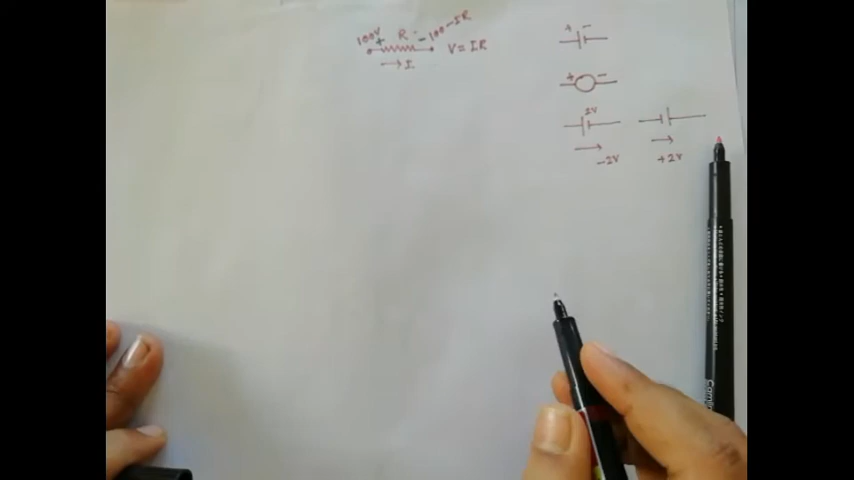 100V + R - 100-IR
V = IR
→ I
+ -
+ -
2V
-2V
+2V